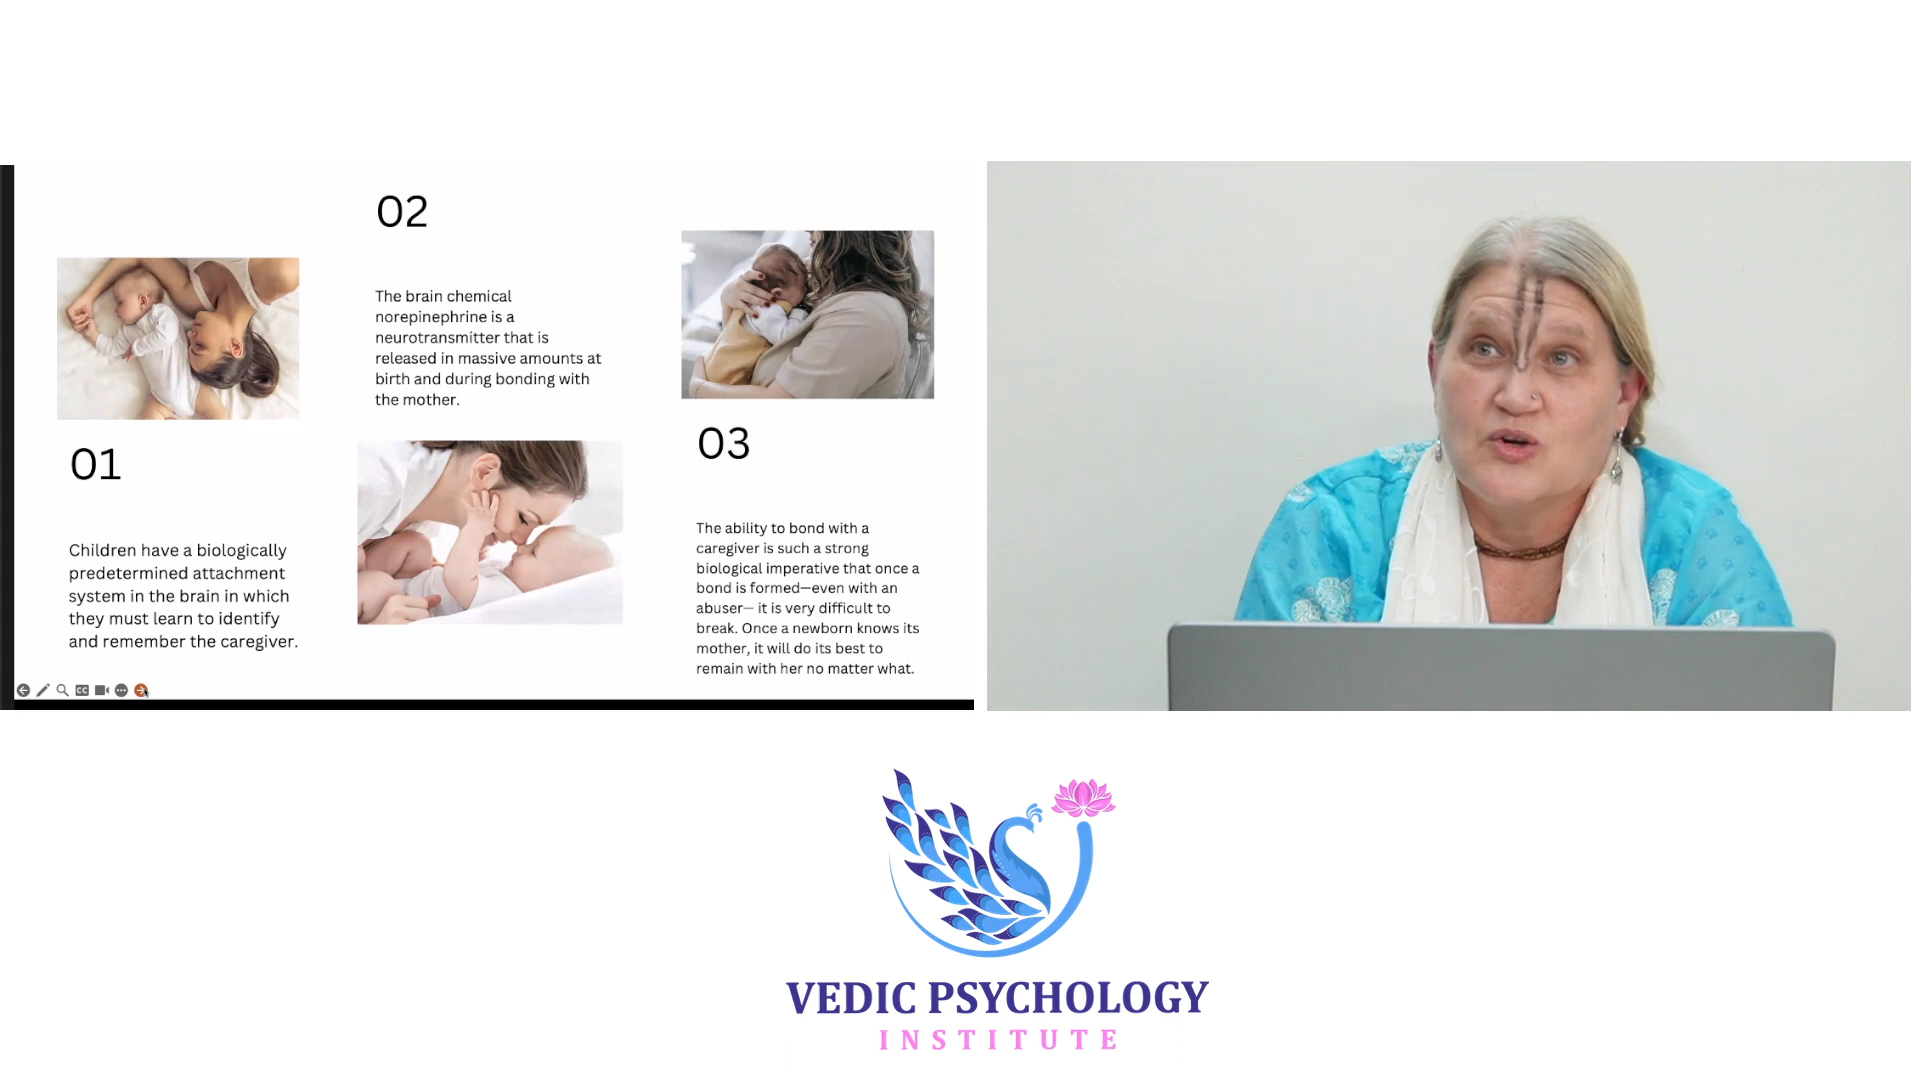 01
Children have a biologically
predetermined attachment
system in the brain in which
they must learn to identify
and remember the caregiver.
02
The brain chemical
norepinephrine is a
neurotransmitter that is
released in massive amounts at
birth and during bonding with
the mother.
03
The ability to bond with a
caregiver is such a strong
biological imperative that once a
bond is formed—even with an
abuser— it is very difficult to
break. Once a newborn knows its
mother, it will do its best to
remain with her no matter what.
CC
VEDIC PSYCHOLOGY
INSTITUTE